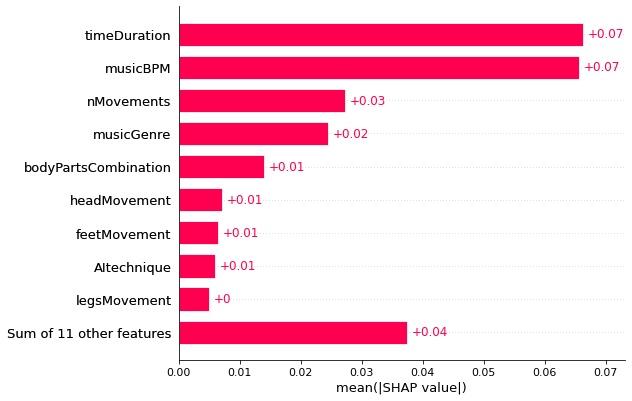 timeDuration +0.07
musicBPM +0.07
nMovements +0.03
musicGenre +0.02
bodyPartsCombination +0.01
headMovement +0.01
feetMovement +0.01
AItechnique +0.01
legsMovement +0
Sum of 11 other features +0.04
0.00 0.01 0.02 0.03 0.04 0.05 0.06 0.07
mean(|SHAP value|)